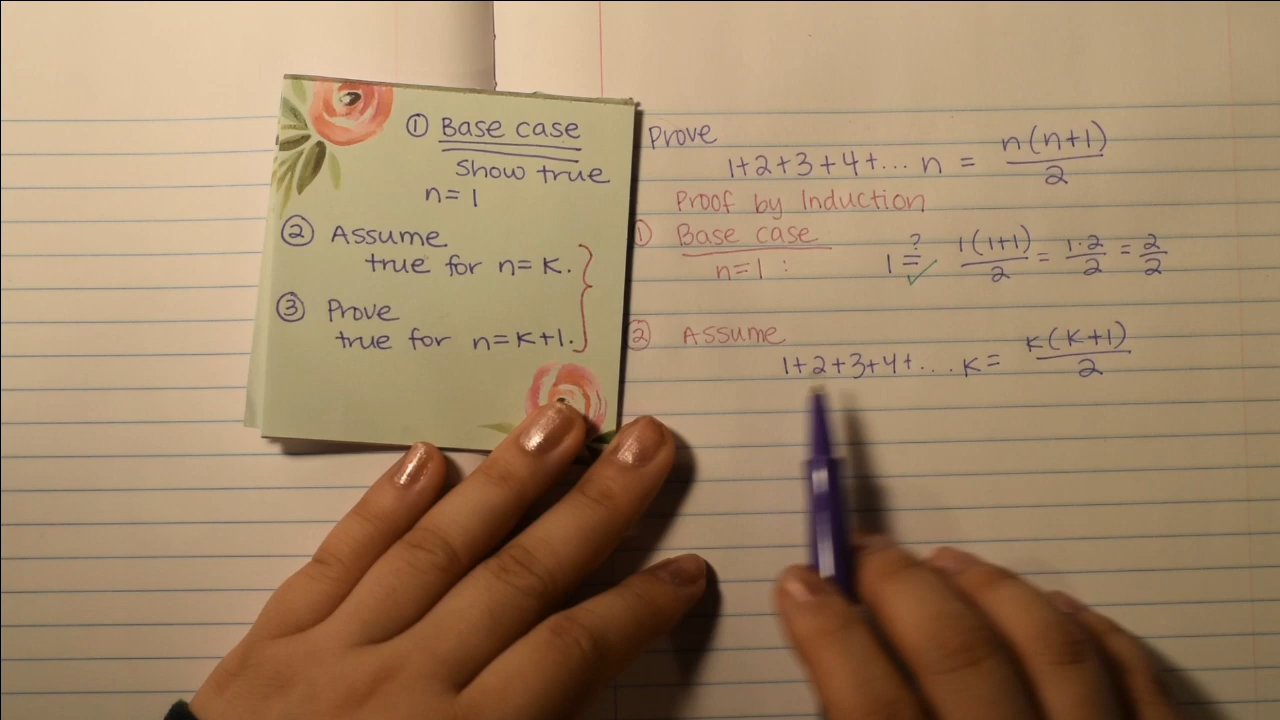 ① Base case
Show true
n=1
② Assume
true for n=k.
③ Prove
true for n=k+1.
Prove
1+2+3+4+... n = n(n+1)/2
Proof by Induction
① Base case
n=1 : 1 ?= 1(1+1)/2 = 1·2/2 = 2/2 ✓
② Assume
1+2+3+4+... k = k(k+1)/2